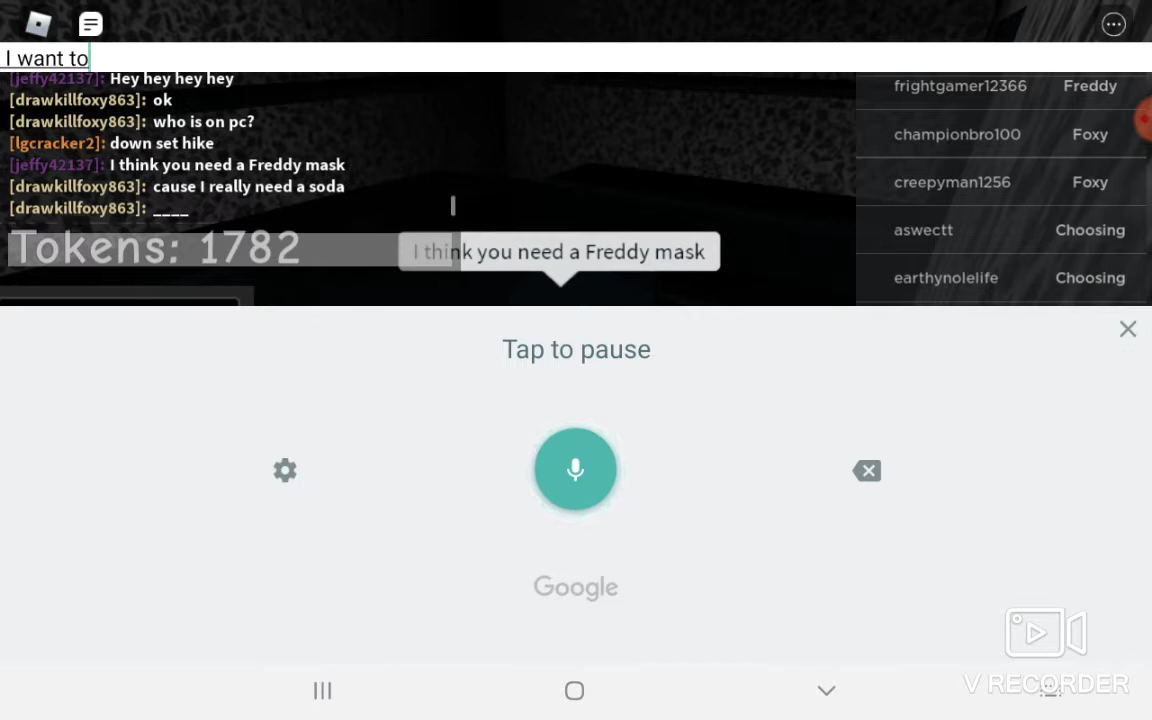 I want to
[jeffy42137]: Hey hey hey hey
[drawkillfoxy863]: ok
[drawkillfoxy863]: who is on pc?
[lgcracker2]: down set hike
[jeffy42137]: I think you need a Freddy mask
[drawkillfoxy863]: cause I really need a soda
[drawkillfoxy863]: ____
Tokens: 1782
I think you need a Freddy mask
frightgamer12366 Freddy
championbro100 Foxy
creepyman1256 Foxy
aswectt Choosing
earthynolelife Choosing
Tap to pause
Google
V RECORDER